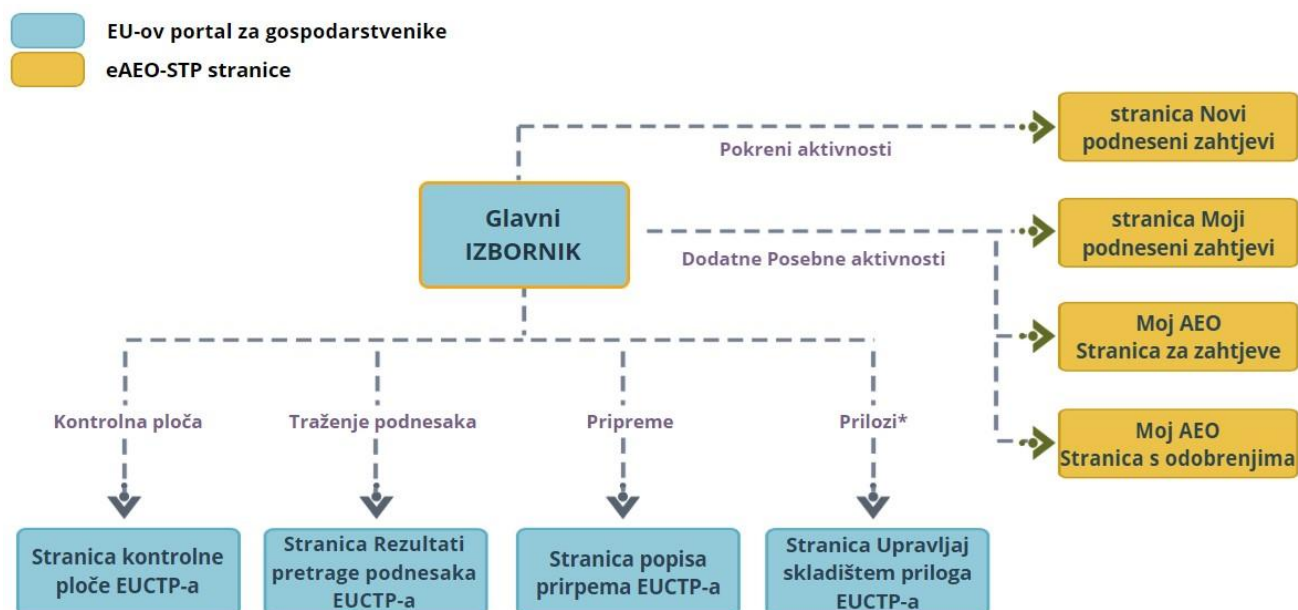 EU-ov portal za gospodarstvenike
eAEO-STP stranice
stranica Novi
podneseni zahtjevi
Pokreni aktivnosti
Glavni
IZBORNIK
stranica Moji
podneseni zahtjevi
Dodatne Posebne aktivnosti
Moj AEO
Stranica za zahtjeve
Moj AEO
Stranica s odobrenjima
Kontrolna ploča
Traženje podnesaka
Pripreme
Prilozi*
Stranica kontrolne
ploče EUCTP-a
Stranica Rezultati
pretrage podnesaka
EUCTP-a
Stranica popisa
prirpema EUCTP-a
Stranica Upravljaj
skladištem priloga
EUCTP-a